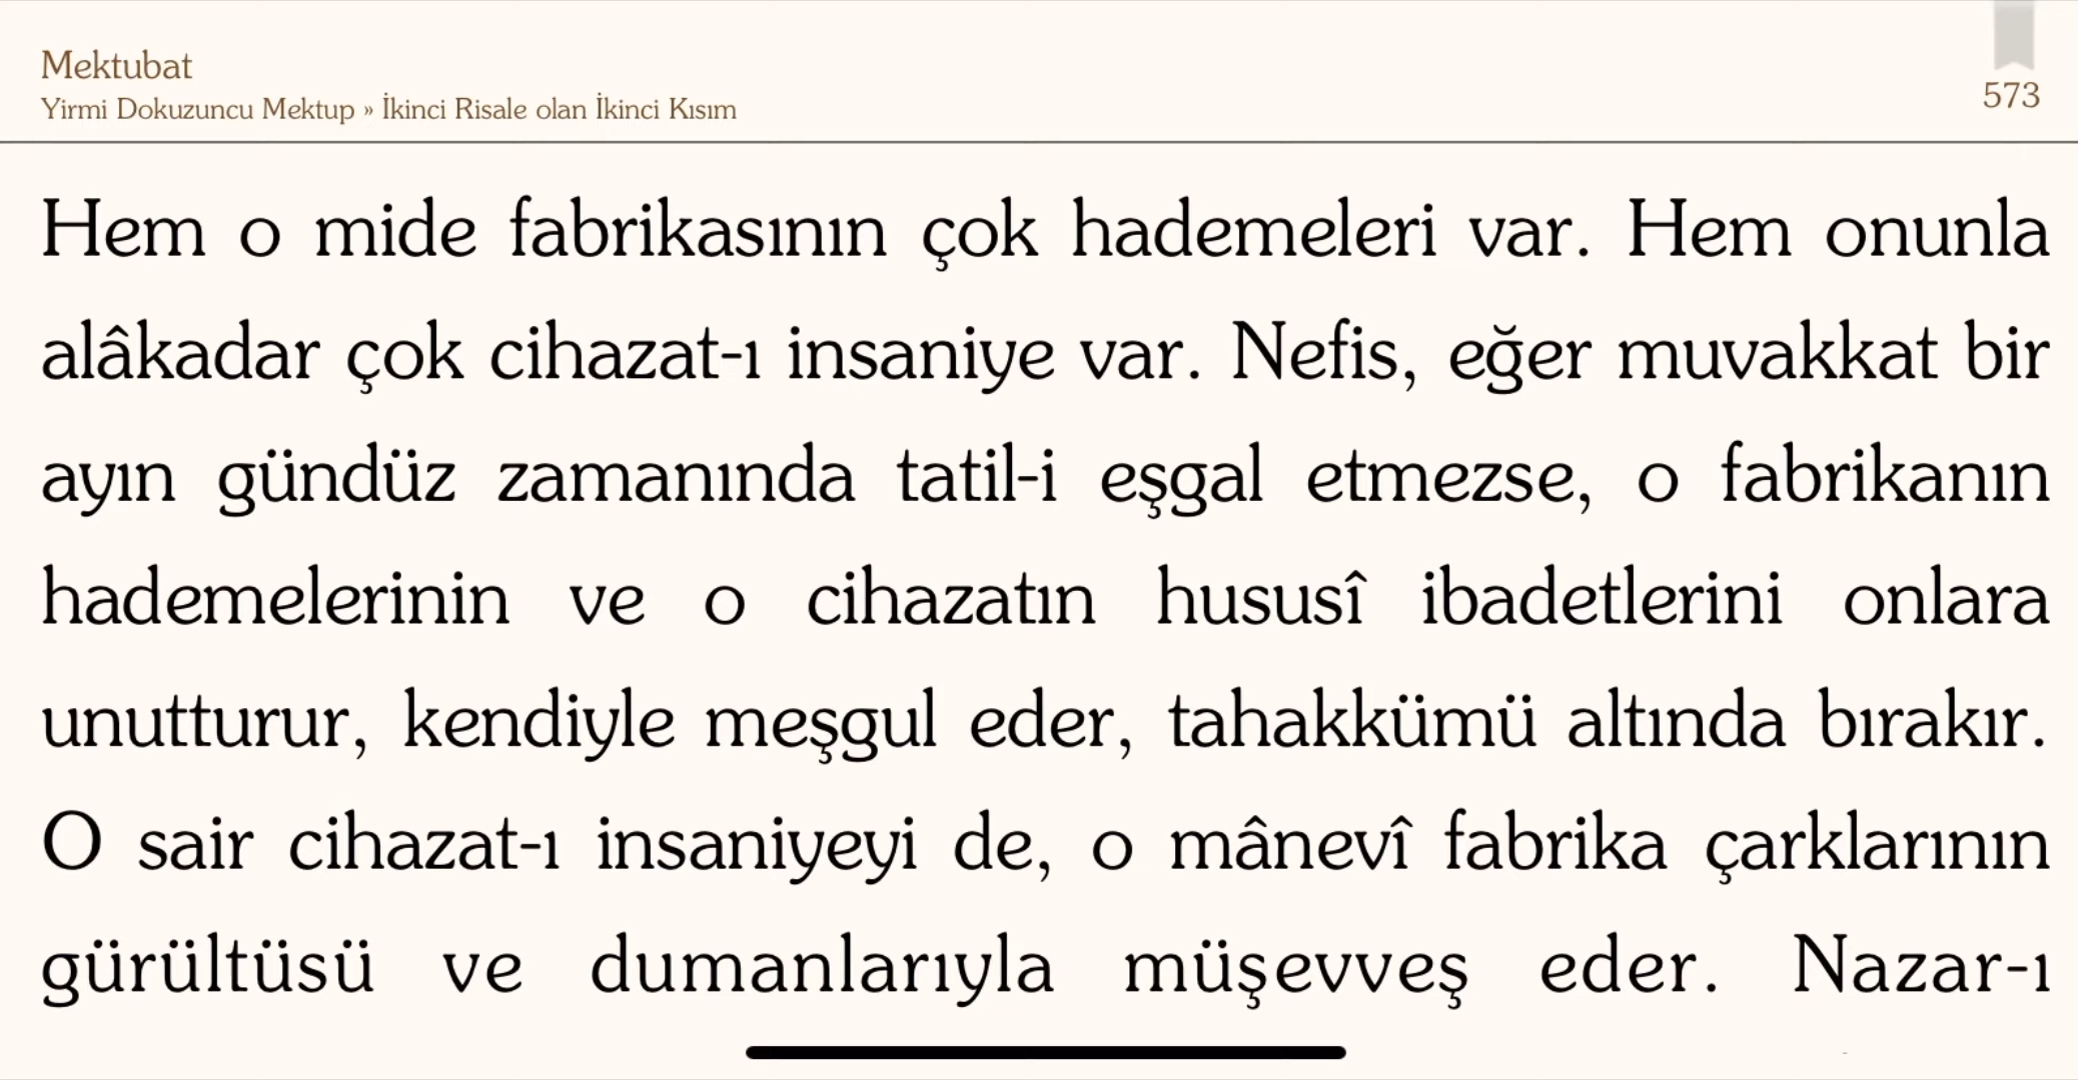 Mektubat
Yirmi Dokuzuncu Mektup » İkinci Risale olan İkinci Kısım
573
Hem o mide fabrikasının çok hademeleri var. Hem onunla
alâkadar çok cihazat-ı insaniye var. Nefis, eğer muvakkat bir
ayın gündüz zamanında tatil-i eşgal etmezse, o fabrikanın
hademelerinin ve o cihazatın hususî ibadetlerini onlara
unutturur, kendiyle meşgul eder, tahakkümü altında bırakır.
O sair cihazat-ı insaniyeyi de, o mânevî fabrika çarklarının
gürültüsü ve dumanlarıyla müşevveş eder. Nazar-ı